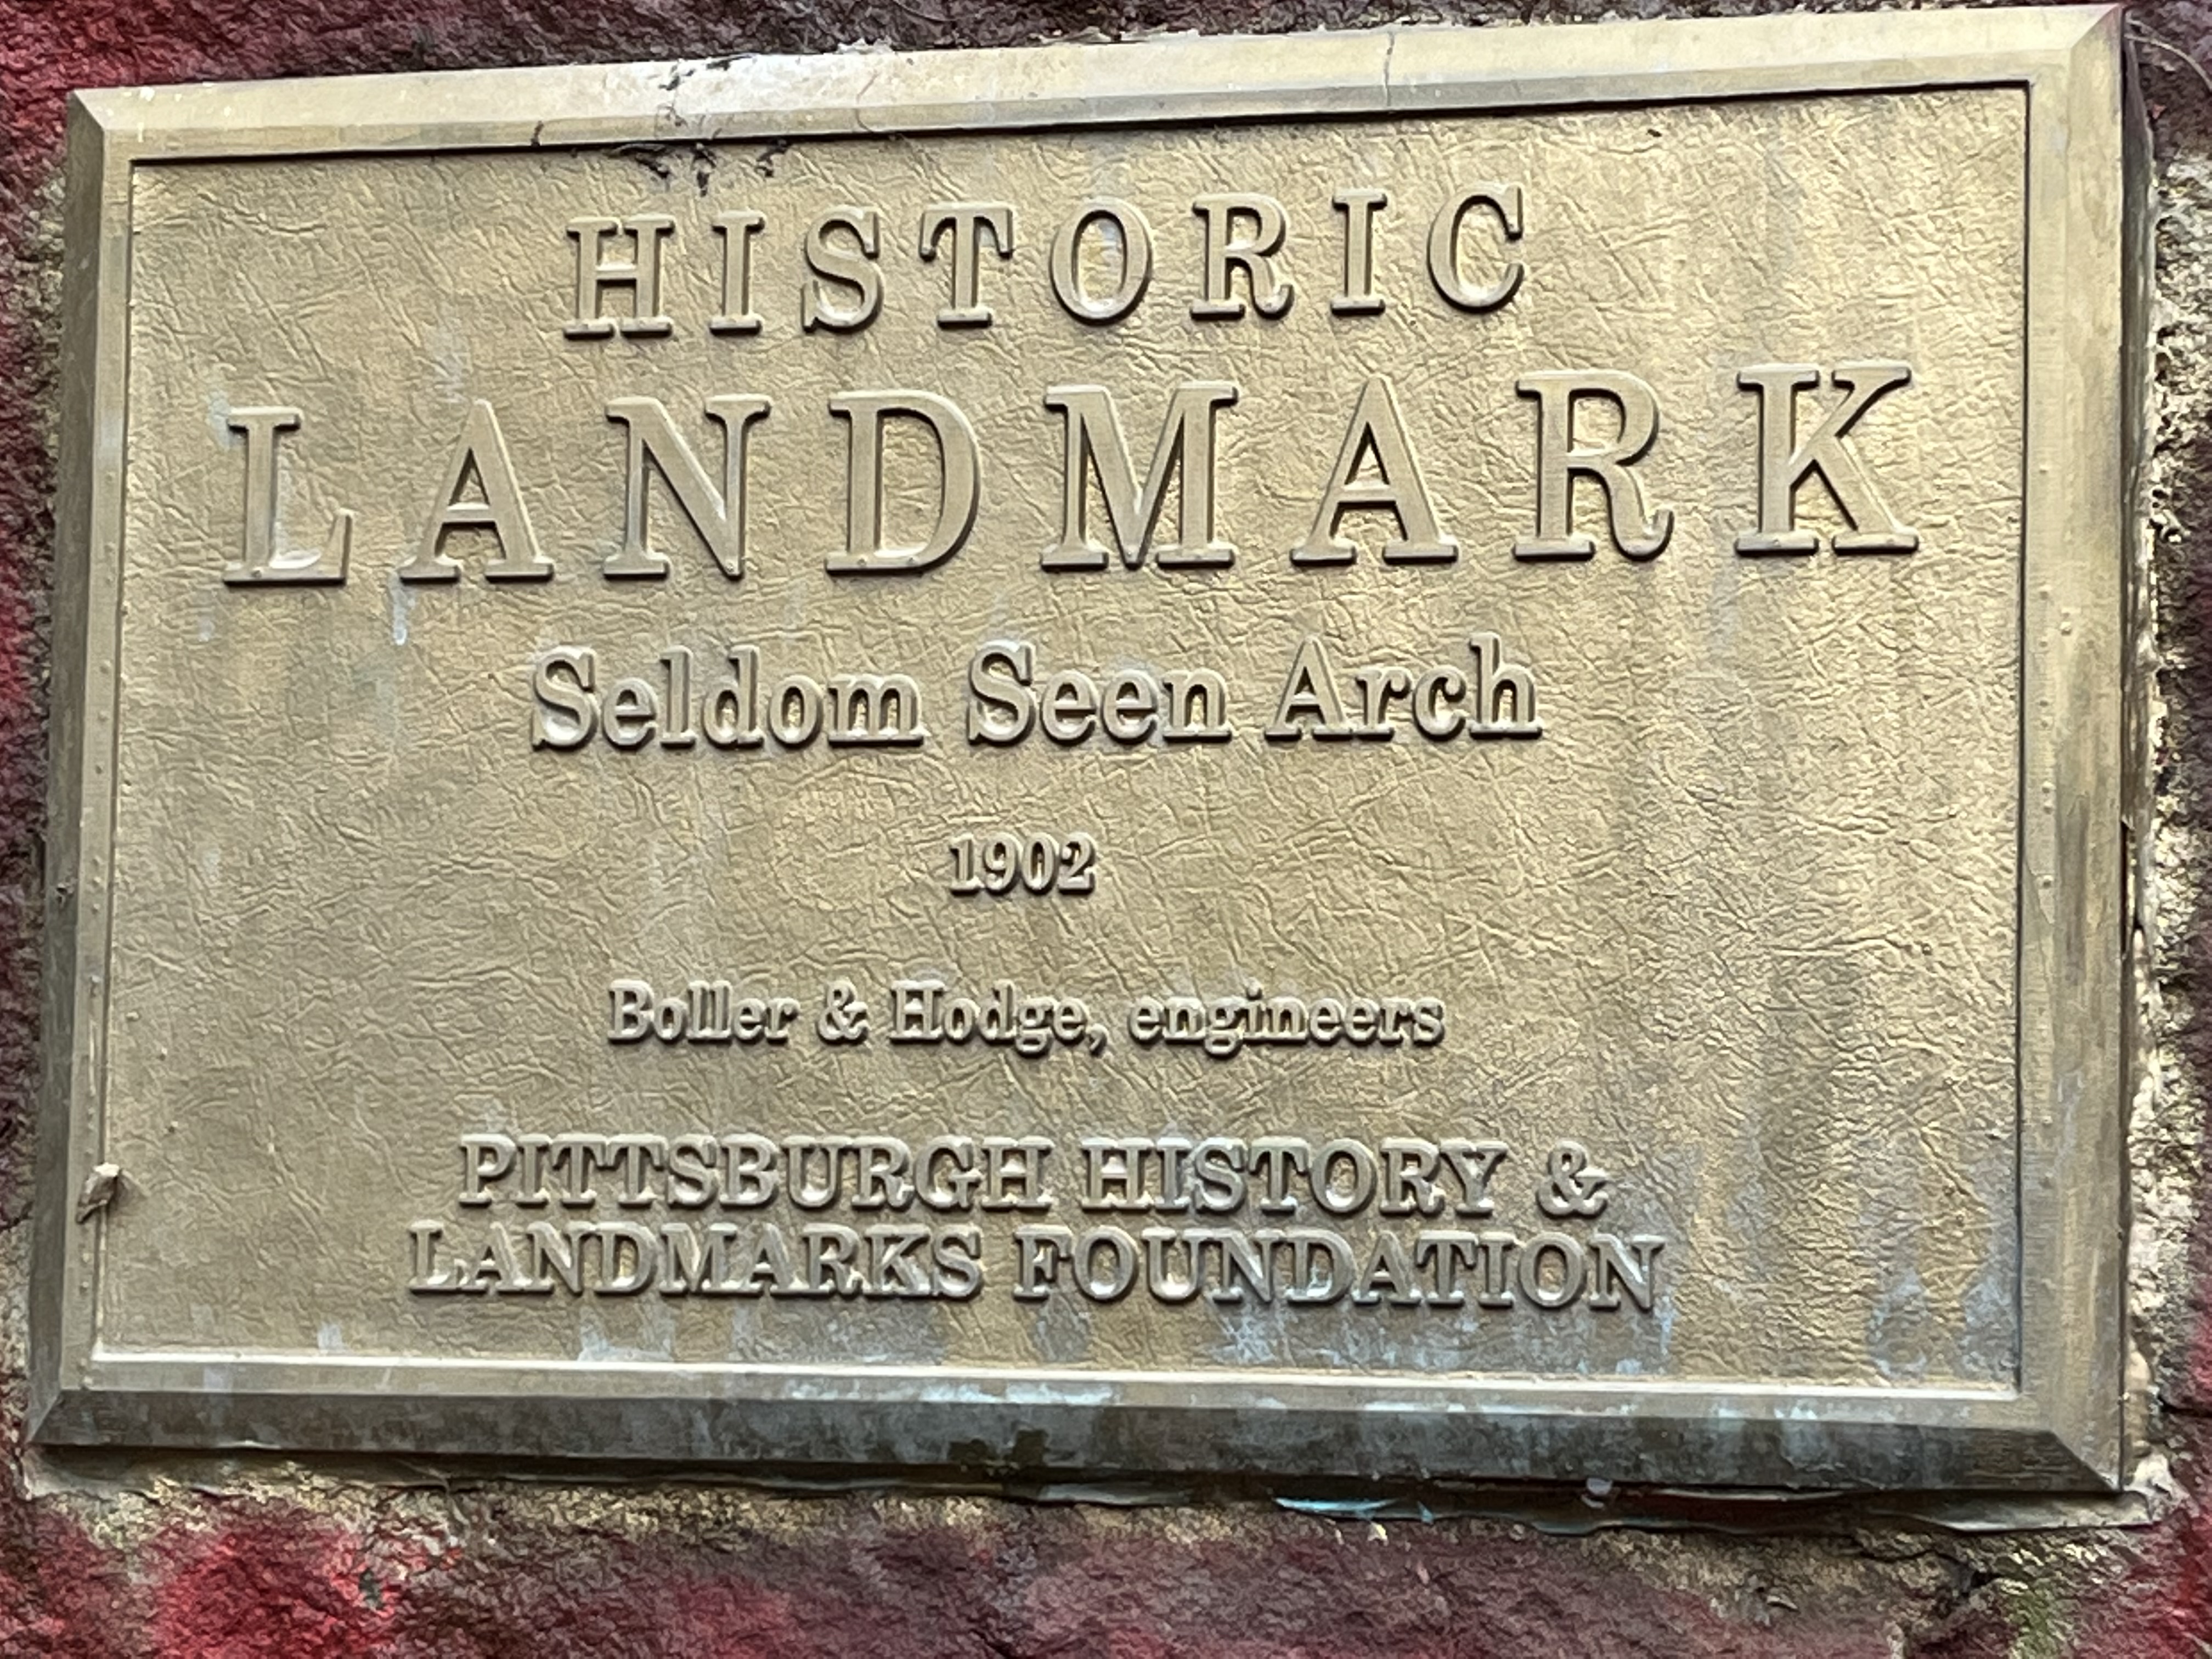 HISTORIC
LANDMARK
Seldom Seen Arch
1902
Boller & Hodge, engineers
PITTSBURGH HISTORY &
LANDMARKS FOUNDATION